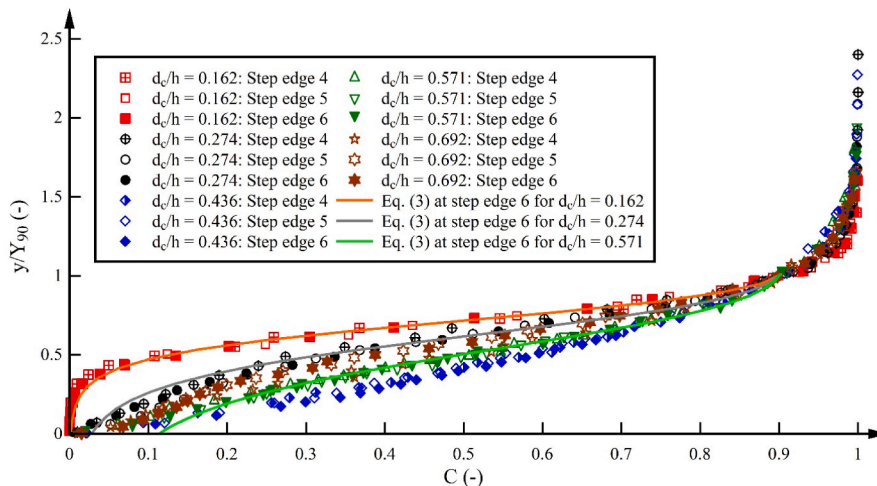 2.5
2
1.5
1
0.5
0
y/Y90 (-)
dc/h = 0.162: Step edge 4
dc/h = 0.162: Step edge 5
dc/h = 0.162: Step edge 6
dc/h = 0.274: Step edge 4
dc/h = 0.274: Step edge 5
dc/h = 0.274: Step edge 6
dc/h = 0.436: Step edge 4
dc/h = 0.436: Step edge 5
dc/h = 0.436: Step edge 6
dc/h = 0.571: Step edge 4
dc/h = 0.571: Step edge 5
dc/h = 0.571: Step edge 6
dc/h = 0.692: Step edge 4
dc/h = 0.692: Step edge 5
dc/h = 0.692: Step edge 6
Eq. (3) at step edge 6 for dc/h = 0.162
Eq. (3) at step edge 6 for dc/h = 0.274
Eq. (3) at step edge 6 for dc/h = 0.571
0 0.1 0.2 0.3 0.4 0.5 0.6 0.7 0.8 0.9 1
C (-)